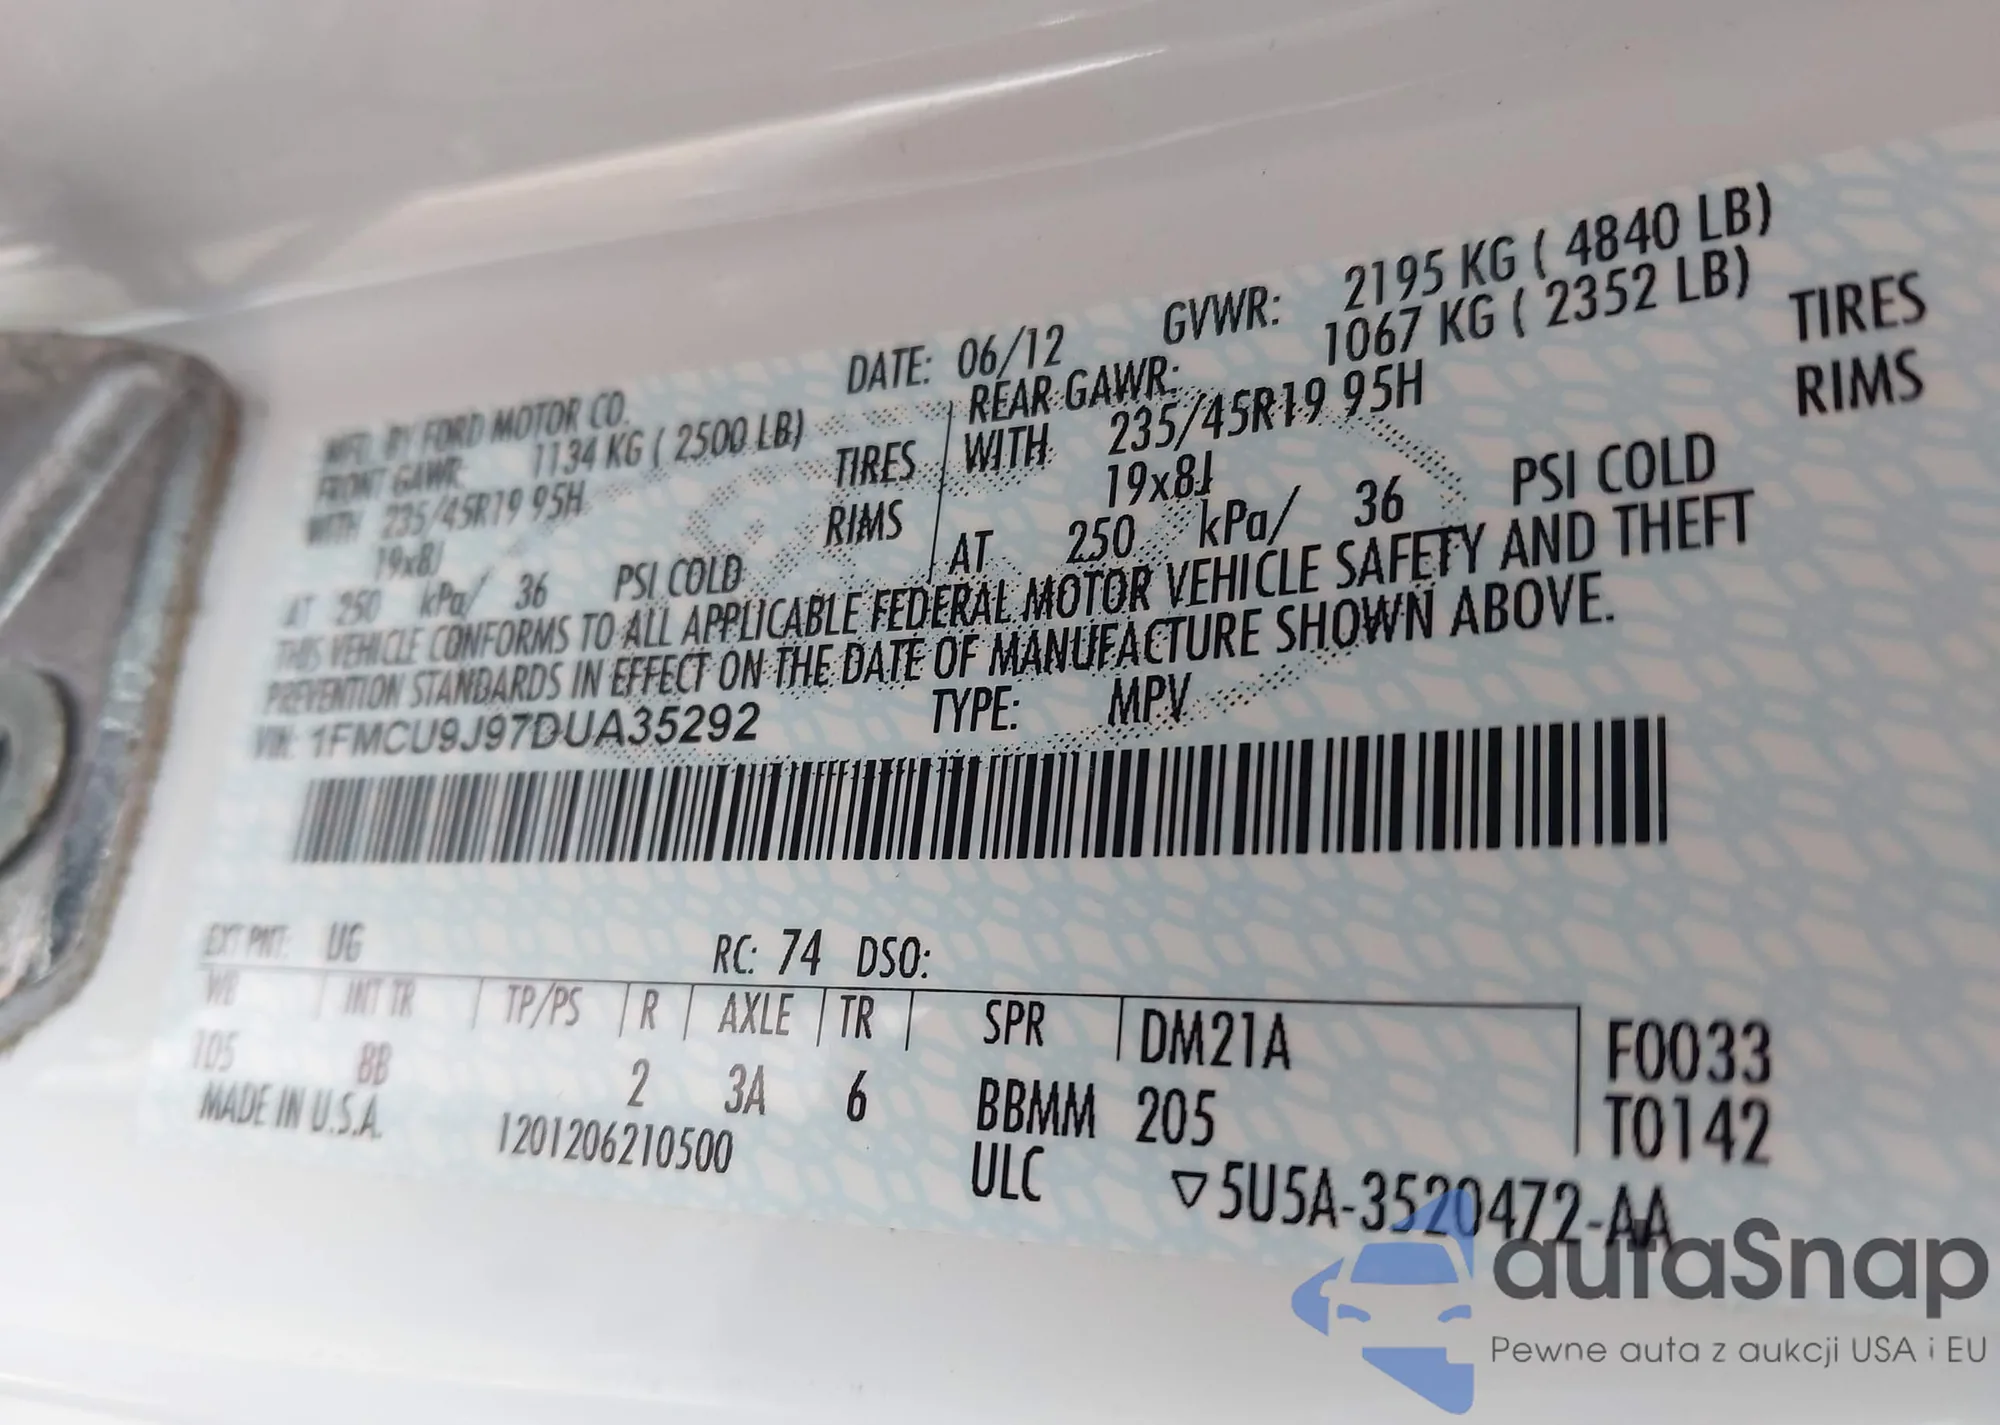 MFD. BY FORD MOTOR CO.
DATE: 06/12 GVWR: 2195 KG ( 4840 LB)
FRONT GAWR: 1134 KG ( 2500 LB) REAR GAWR: 1067 KG ( 2352 LB)
WITH 235/45R19 95H TIRES WITH 235/45R19 95H TIRES
19x8J RIMS 19x8J RIMS
AT 250 kPa/ 36 PSI COLD AT 250 kPa/ 36 PSI COLD
THIS VEHICLE CONFORMS TO ALL APPLICABLE FEDERAL MOTOR VEHICLE SAFETY AND THEFT
PREVENTION STANDARDS IN EFFECT ON THE DATE OF MANUFACTURE SHOWN ABOVE.
VIN: 1FMCU9J97DUA35292 TYPE: MPV
EXT PNT: UG RC: 74 DSO:
WB INT TR TP/PS R AXLE TR SPR DM21A F0033
105 BB 2 3A 6 BBMM 205 T0142
MADE IN U.S.A. 1201206210500 ULC ▽5U5A-3520472-AA
autaSnap
Pewne auta z aukcji USA i EU